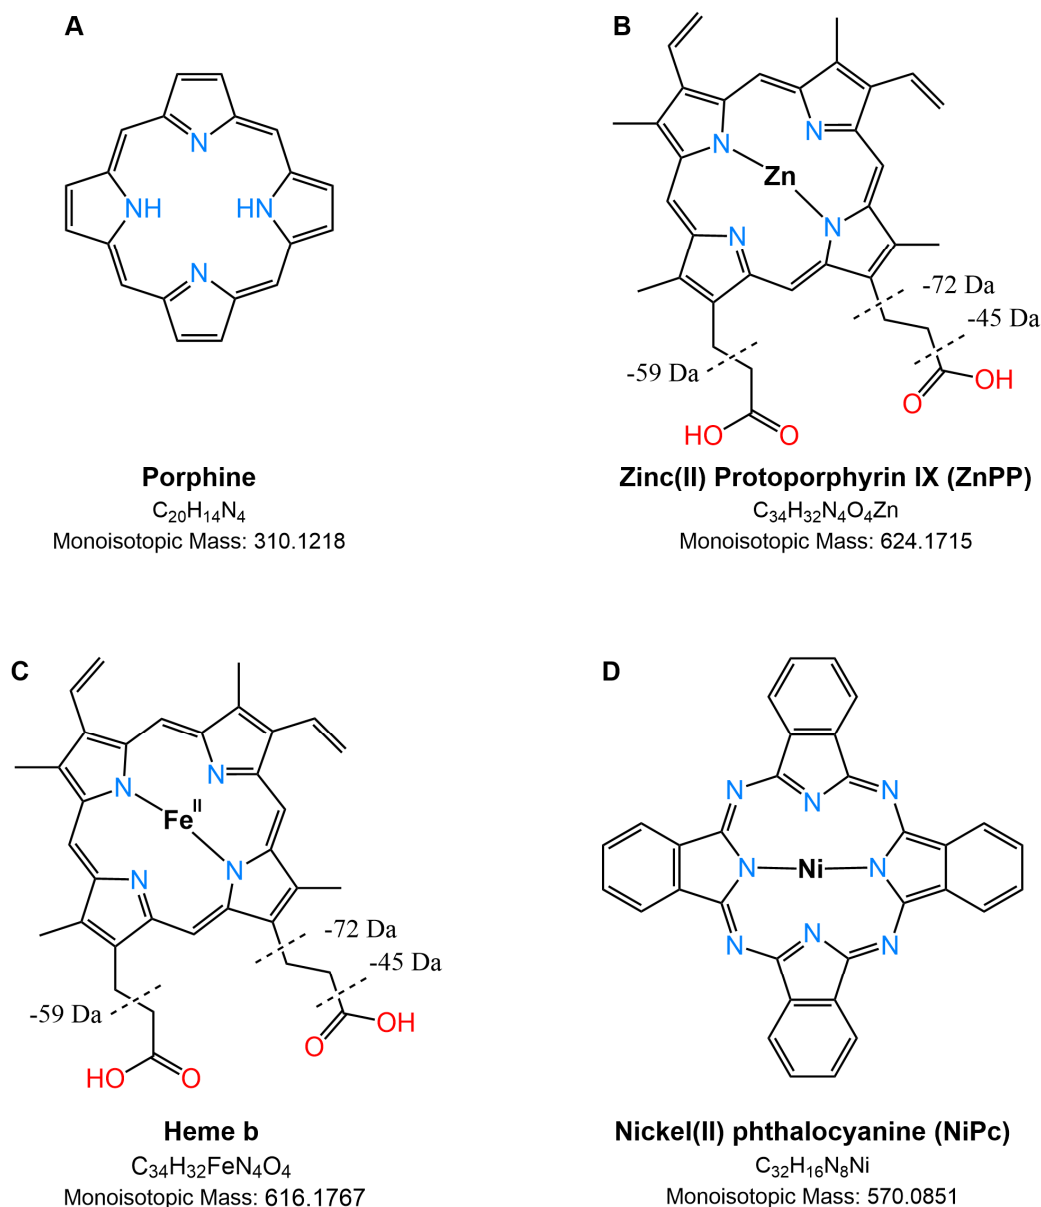 A
N
NH
HN
N
Porphine
C₂₀H₁₄N₄
Monoisotopic Mass: 310.1218
B
N
N
Zn
N
N
-72 Da
-45 Da
-59 Da
OH
O
HO
O
Zinc(II) Protoporphyrin IX (ZnPP)
C₃₄H₃₂N₄O₄Zn
Monoisotopic Mass: 624.1715
C
N
N
Feᴵᴵ
N
N
-72 Da
-45 Da
-59 Da
OH
O
HO
O
Heme b
C₃₄H₃₂FeN₄O₄
Monoisotopic Mass: 616.1767
D
N
N
N
N
Ni
N
N
N
N
Nickel(II) phthalocyanine (NiPc)
C₃₂H₁₆N₈Ni
Monoisotopic Mass: 570.0851